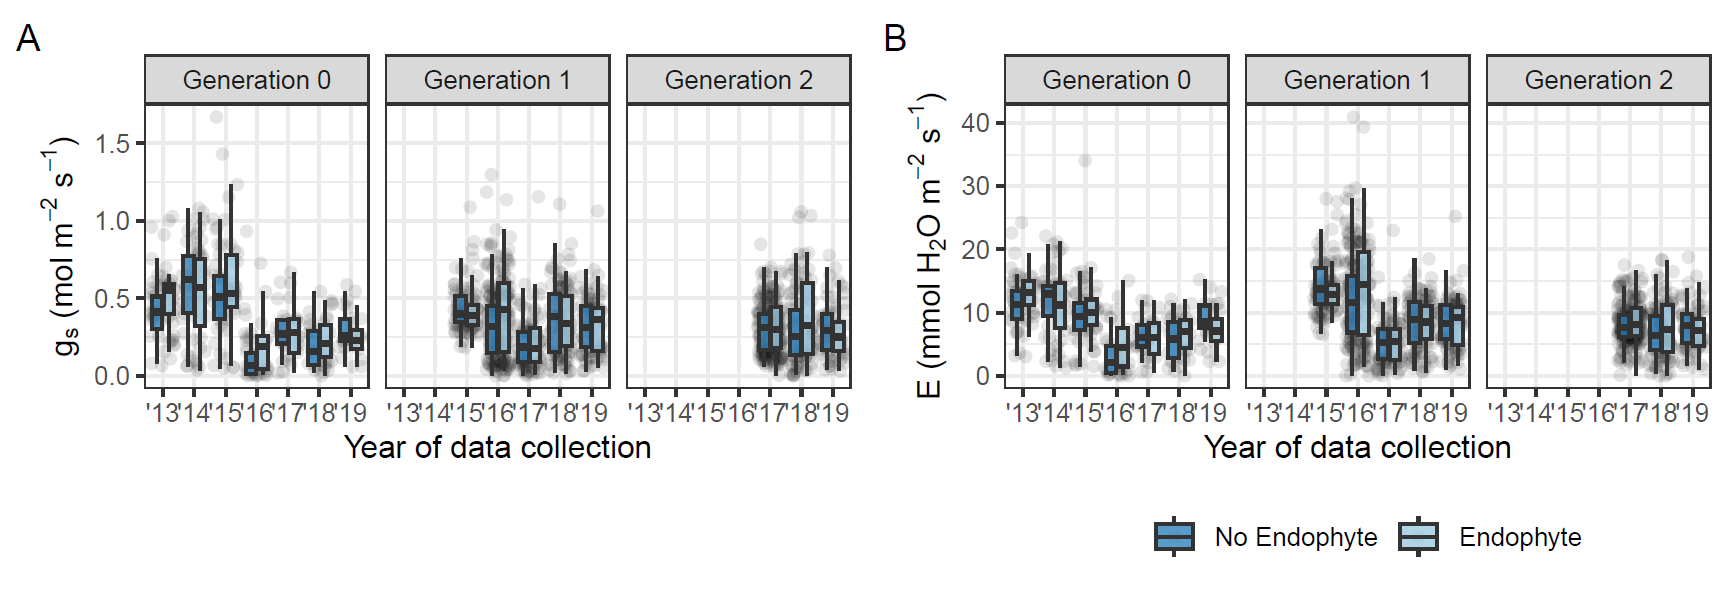 A
B
Generation 0 Generation 1 Generation 2
Generation 0 Generation 1 Generation 2
gs (mol m−2 s−1)
1.5
1.0
0.5
0.0
E (mmol H2O m−2 s−1)
40
30
20
10
0
'13 '14 '15 '16 '17 '18 '19 '13 '14 '15 '16 '17 '18 '19 '13 '14 '15 '16 '17 '18 '19
'13 '14 '15 '16 '17 '18 '19 '13 '14 '15 '16 '17 '18 '19 '13 '14 '15 '16 '17 '18 '19
Year of data collection
Year of data collection
No Endophyte Endophyte